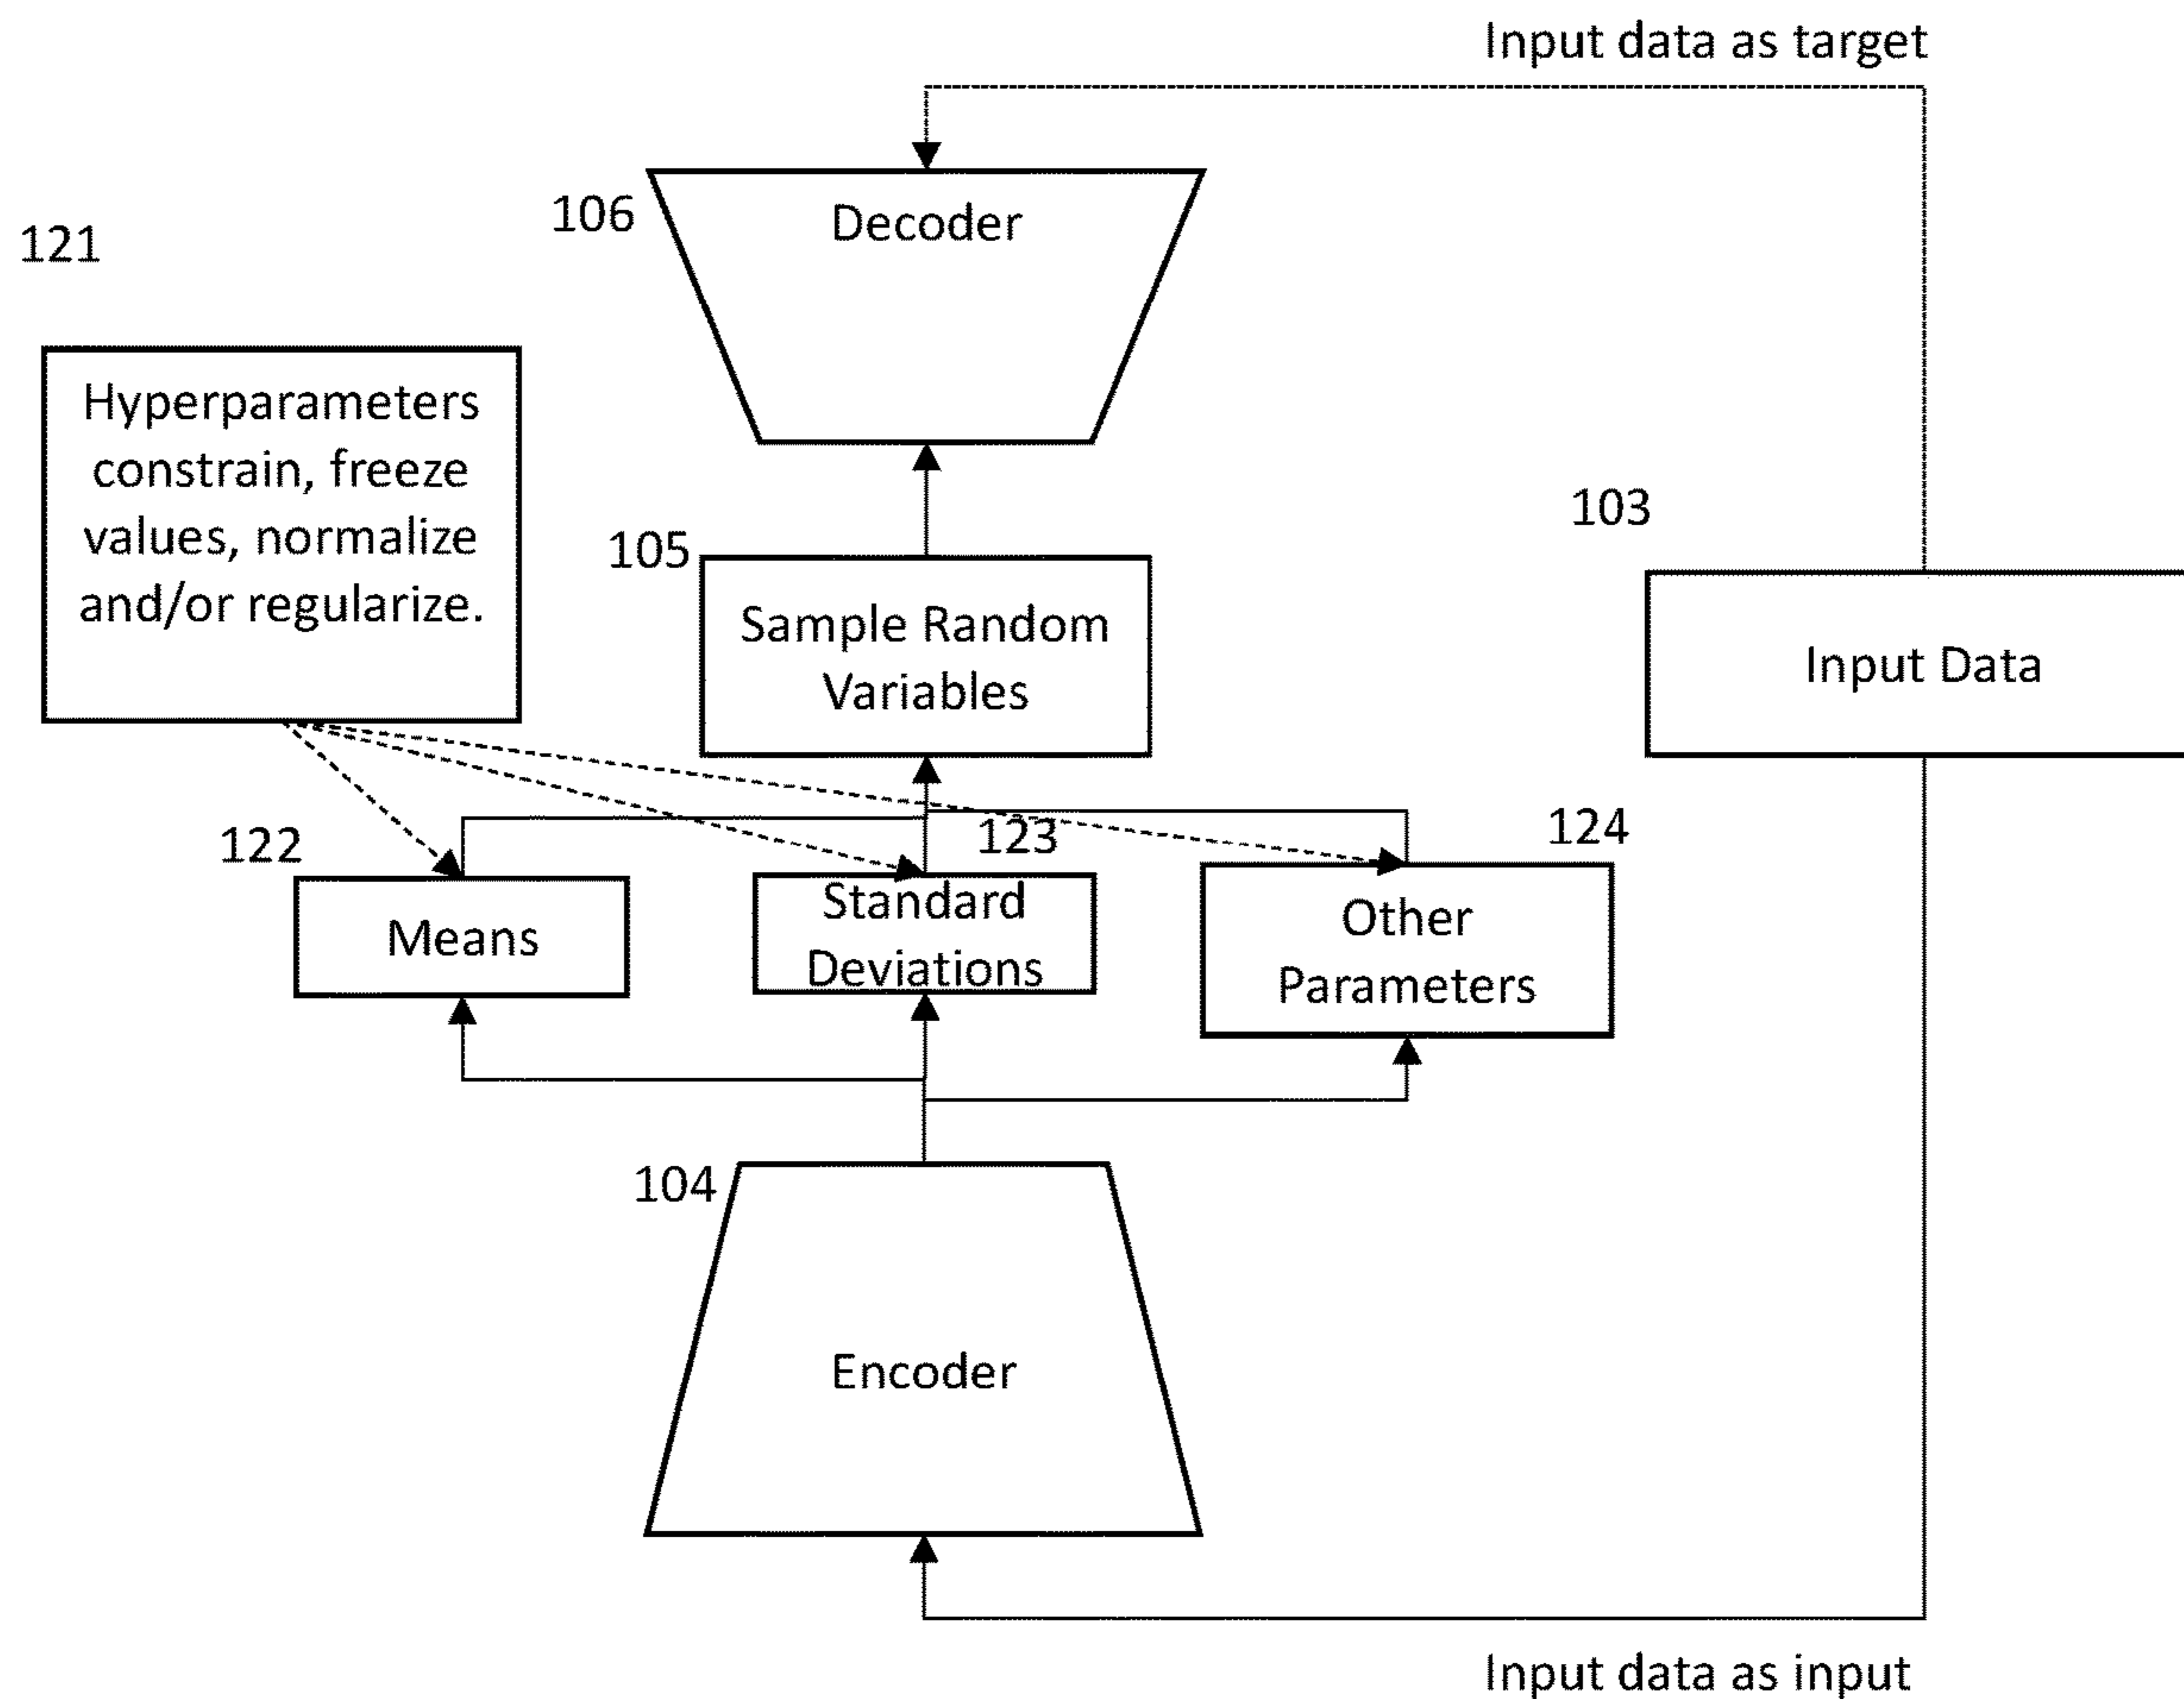 Input data as target
106
Decoder
121
Hyperparameters
constrain, freeze
values, normalize
and/or regularize.
103
105
Sample Random
Variables
Input Data
122
123
124
Means
Standard
Deviations
Other
Parameters
104
Encoder
Input data as input